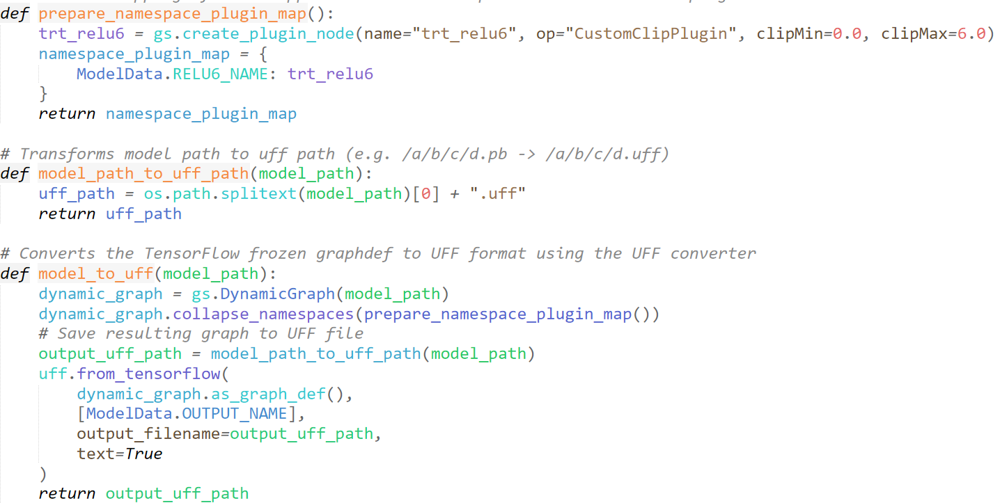 def prepare_namespace_plugin_map():
    trt_relu6 = gs.create_plugin_node(name="trt_relu6", op="CustomClipPlugin", clipMin=0.0, clipMax=6.0)
    namespace_plugin_map = {
        ModelData.RELU6_NAME: trt_relu6
    }
    return namespace_plugin_map

# Transforms model path to uff path (e.g. /a/b/c/d.pb -> /a/b/c/d.uff)
def model_path_to_uff_path(model_path):
    uff_path = os.path.splitext(model_path)[0] + ".uff"
    return uff_path

# Converts the TensorFlow frozen graphdef to UFF format using the UFF converter
def model_to_uff(model_path):
    dynamic_graph = gs.DynamicGraph(model_path)
    dynamic_graph.collapse_namespaces(prepare_namespace_plugin_map())
    # Save resulting graph to UFF file
    output_uff_path = model_path_to_uff_path(model_path)
    uff.from_tensorflow(
        dynamic_graph.as_graph_def(),
        [ModelData.OUTPUT_NAME],
        output_filename=output_uff_path,
        text=True
    )
    return output_uff_path